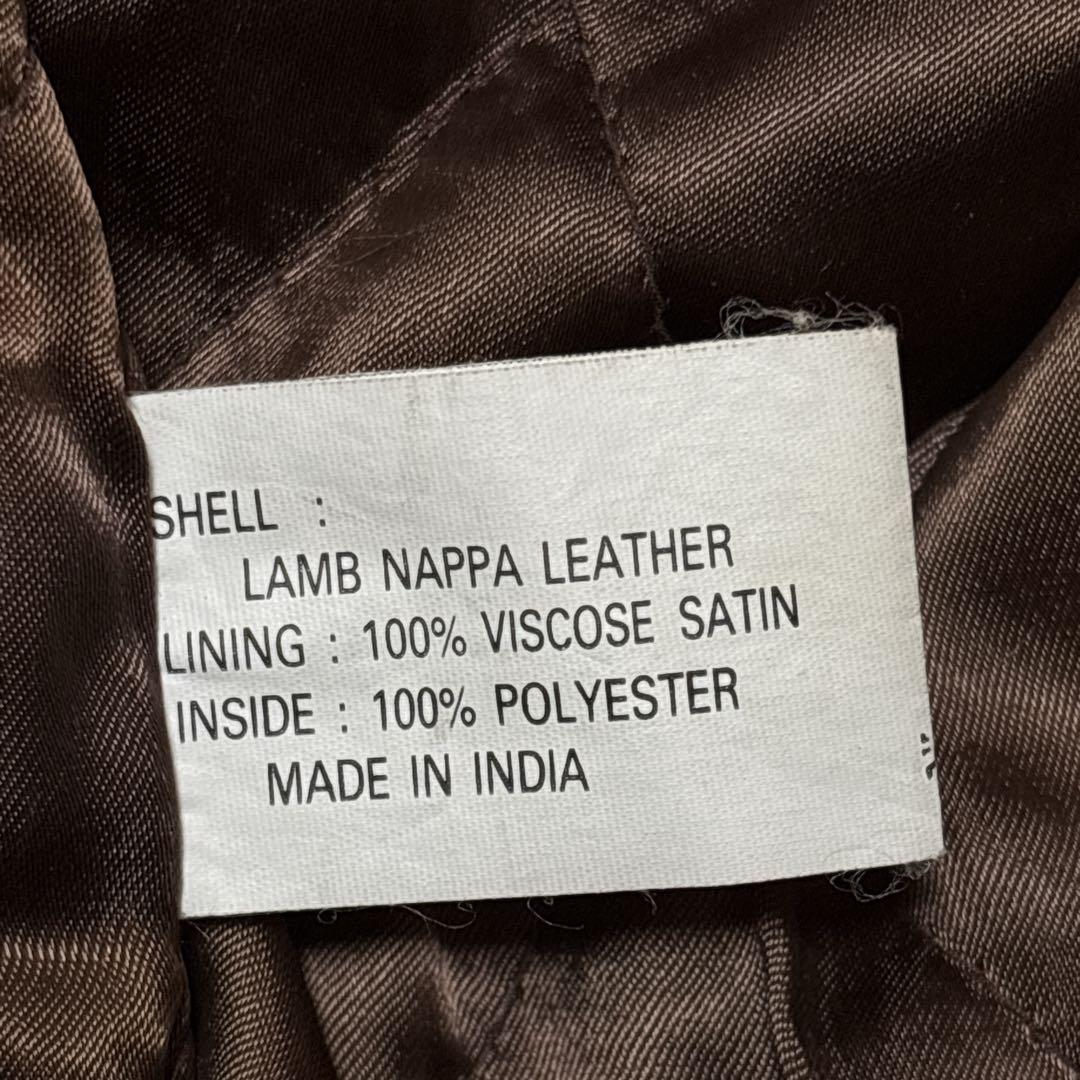 SHELL :
LAMB NAPPA LEATHER
LINING : 100% VISCOSE SATIN
INSIDE : 100% POLYESTER
MADE IN INDIA